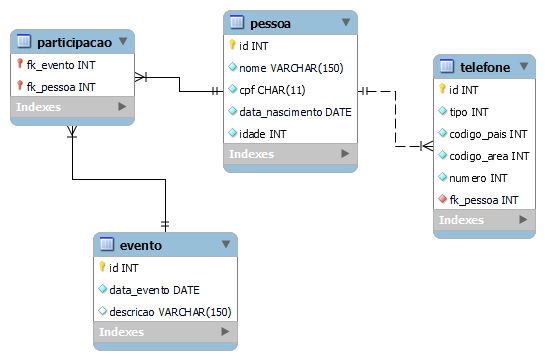 participacao
fk_evento INT
fk_pessoa INT
Indexes
pessoa
id INT
nome VARCHAR(150)
cpf CHAR(11)
data_nascimento DATE
idade INT
Indexes
telefone
id INT
tipo INT
codigo_pais INT
codigo_area INT
numero INT
fk_pessoa INT
Indexes
evento
id INT
data_evento DATE
descricao VARCHAR(150)
Indexes